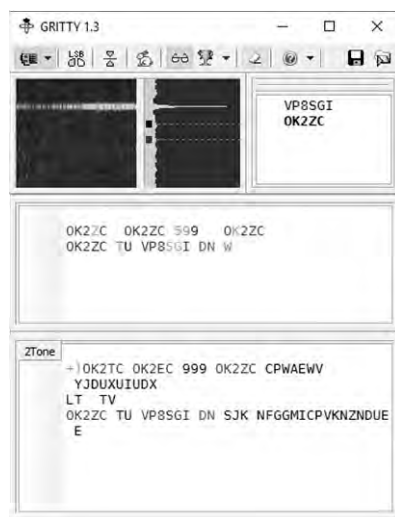 GRITTY 1.3
LSB
VP8SGI
OK2ZC
OK2ZC OK2ZC 599 OK2ZC
OK2ZC TU VP8SGI DN W
2Tone
+)OK2TC OK2EC 999 OK2ZC CPWAEWV
YJDUXUIUDX
LT TV
OK2ZC TU VP8SGI DN SJK NFGGMICPVKNZNDUE
E